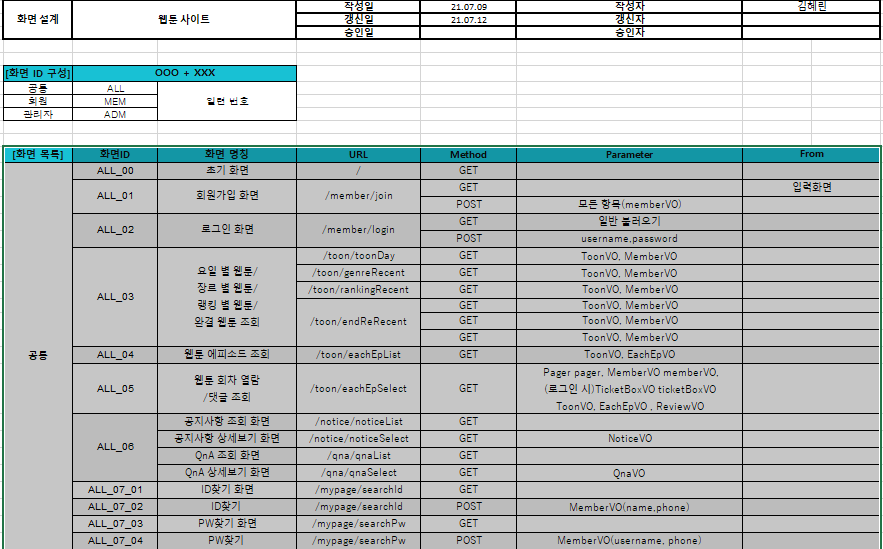 화면 설계 웹툰 사이트 작성일 21.07.09 작성자 김혜린
갱신일 21.07.12 갱신자
승인일 승인자
[화면 ID 구성] OOO + XXX
공통 ALL 일련 번호
회원 MEM
관리자 ADM
[화면 목록] 화면ID 화면 명칭 URL Method Parameter From
공통 ALL_00 초기 화면 / GET
ALL_01 회원가입 화면 /member/join GET 입력화면
POST 모든 항목(memberVO)
ALL_02 로그인 화면 /member/login GET 일반 불러오기
POST username,password
ALL_03 요일 별 웹툰/ /toon/toonDay GET ToonVO, MemberVO
장르 별 웹툰/ /toon/genreRecent GET ToonVO, MemberVO
랭킹 별 웹툰/ /toon/rankingRecent GET ToonVO, MemberVO
완결 웹툰 조회 /toon/endReRecent GET ToonVO, MemberVO
GET ToonVO, MemberVO
GET ToonVO, MemberVO
ALL_04 웹툰 에피소드 조회 /toon/eachEpList GET ToonVO, EachEpVO
ALL_05 웹툰 회차 열람 /toon/eachEpSelect GET Pager pager, MemberVO memberVO,
/댓글 조회 (로그인 시)TicketBoxVO ticketBoxVO
ToonVO, EachEpVO , ReviewVO
ALL_06 공지사항 조회 화면 /notice/noticeList GET
공지사항 상세보기 화면 /notice/noticeSelect GET NoticeVO
QnA 조회 화면 /qna/qnaList GET
QnA 상세보기 화면 /qna/qnaSelect GET QnaVO
ALL_07_01 ID찾기 화면 /mypage/searchId GET
ALL_07_02 ID찾기 /mypage/searchId POST MemberVO(name,phone)
ALL_07_03 PW찾기 화면 /mypage/searchPw GET
ALL_07_04 PW찾기 /mypage/searchPw POST MemberVO(username, phone)